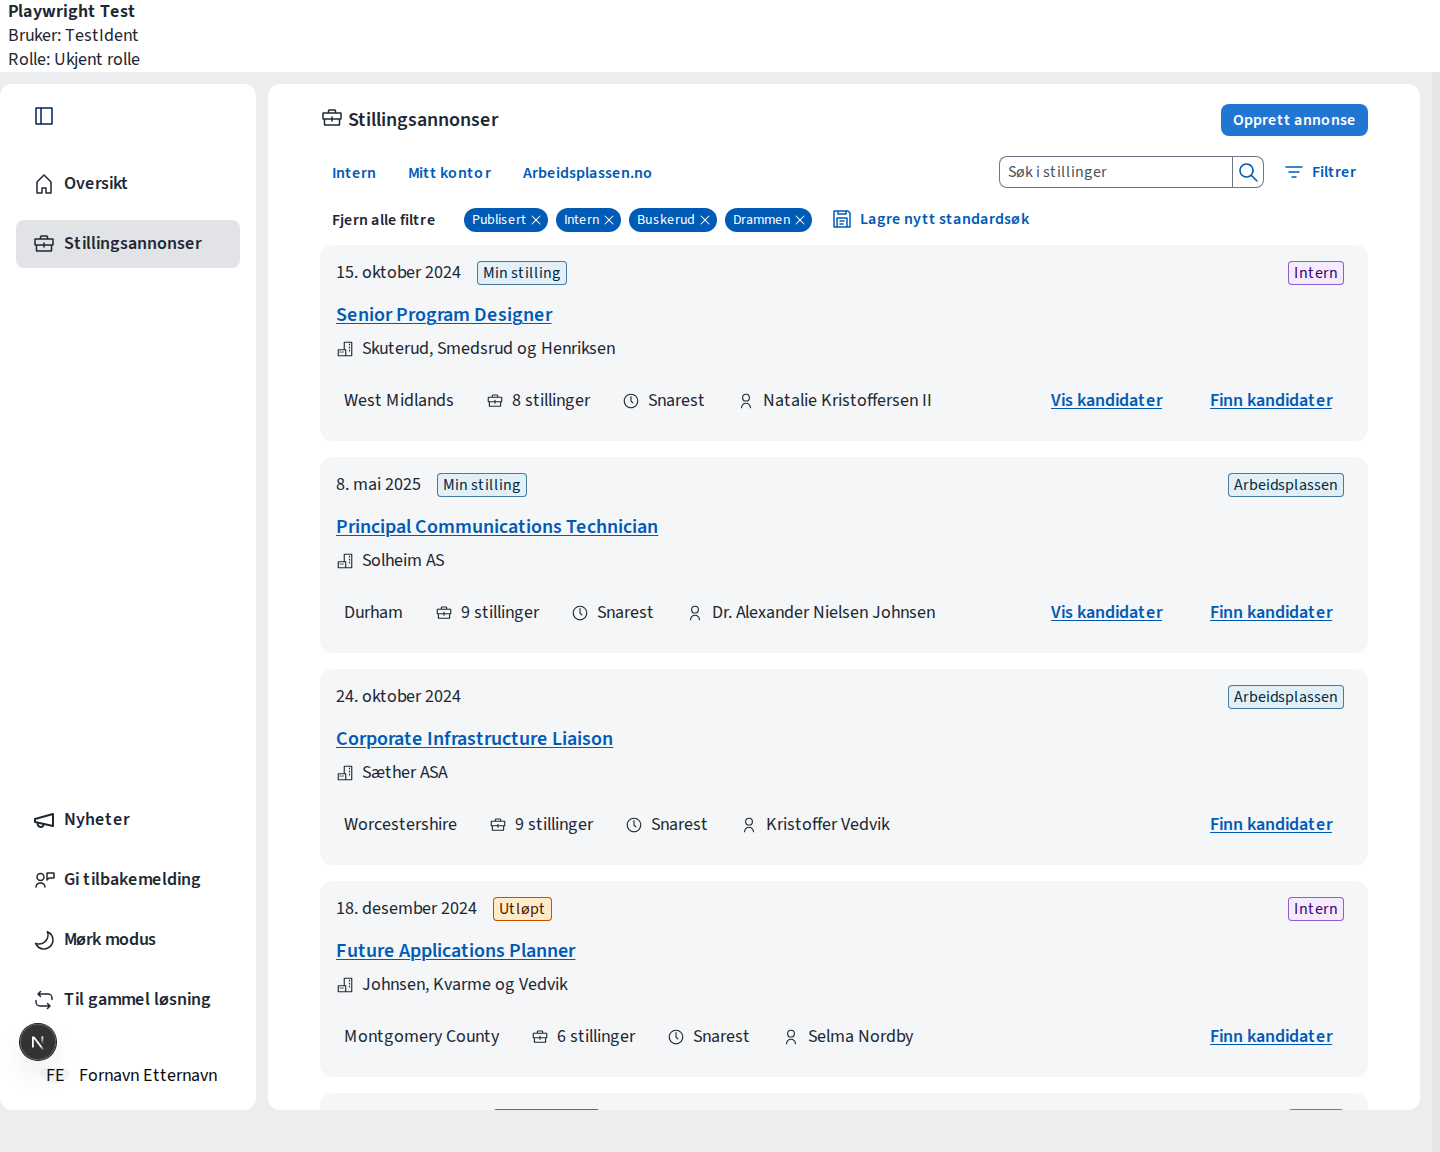 Playwright Test
Bruker: TestIdent
Rolle: Ukjent rolle
Oversikt
Stillingsannonser
Nyheter
Gi tilbakemelding
Mørk modus
Til gammel løsning
N
FE Fornavn Etternavn
Stillingsannonser
Opprett annonse
Intern Mitt kontor Arbeidsplassen.no
Søk i stillinger
Filtrer
Fjern alle filtre Publisert Intern Buskerud Drammen Lagre nytt standardsøk
15. oktober 2024 Min stilling Intern
Senior Program Designer
Skuterud, Smedsrud og Henriksen
West Midlands 8 stillinger Snarest Natalie Kristoffersen II Vis kandidater Finn kandidater
8. mai 2025 Min stilling Arbeidsplassen
Principal Communications Technician
Solheim AS
Durham 9 stillinger Snarest Dr. Alexander Nielsen Johnsen Vis kandidater Finn kandidater
24. oktober 2024 Arbeidsplassen
Corporate Infrastructure Liaison
Sæther ASA
Worcestershire 9 stillinger Snarest Kristoffer Vedvik Finn kandidater
18. desember 2024 Utløpt Intern
Future Applications Planner
Johnsen, Kvarme og Vedvik
Montgomery County 6 stillinger Snarest Selma Nordby Finn kandidater